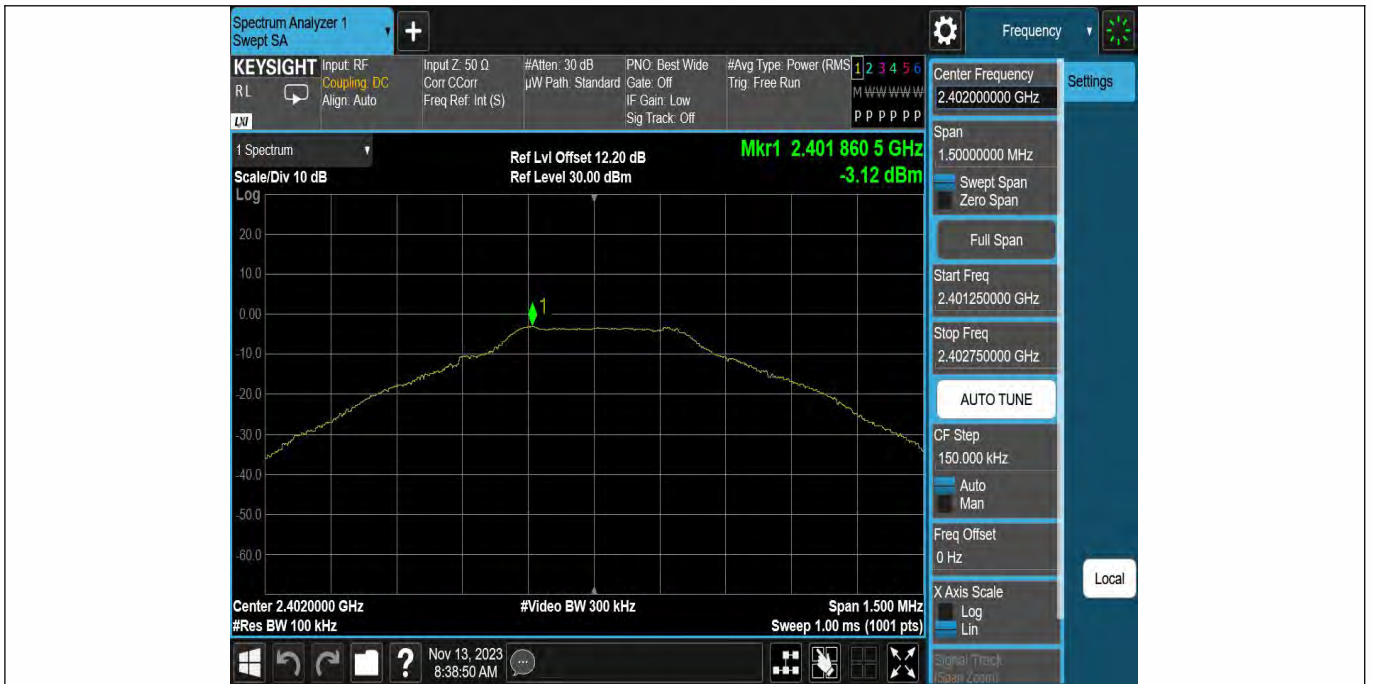 Spectrum Analyzer 1
Swept SA
+
Frequency
KEYSIGHT
RL
LXI
Input: RF
Coupling: DC
Align: Auto
Input Z: 50 Ω
Corr CCorr
Freq Ref: Int (S)
#Atten: 30 dB
µW Path: Standard
PNO: Best Wide
Gate: Off
IF Gain: Low
Sig Track: Off
#Avg Type: Power (RMS
Trig: Free Run
1 2 3 4 5 6
M W W W W W
P P P P P P
1 Spectrum
Scale/Div 10 dB
Ref Lvl Offset 12.20 dB
Ref Level 30.00 dBm
Mkr1 2.401 860 5 GHz
-3.12 dBm
Log
20.0
10.0
0.00
-10.0
-20.0
-30.0
-40.0
-50.0
-60.0
1
Center 2.4020000 GHz
#Res BW 100 kHz
#Video BW 300 kHz
Span 1.500 MHz
Sweep 1.00 ms (1001 pts)
Center Frequency
2.402000000 GHz
Settings
Span
1.50000000 MHz
Swept Span
Zero Span
Full Span
Start Freq
2.401250000 GHz
Stop Freq
2.402750000 GHz
AUTO TUNE
CF Step
150.000 kHz
Auto
Man
Freq Offset
0 Hz
X Axis Scale
Log
Lin
Signal Track
(Span Zoom)
Local
?
Nov 13, 2023
8:38:50 AM